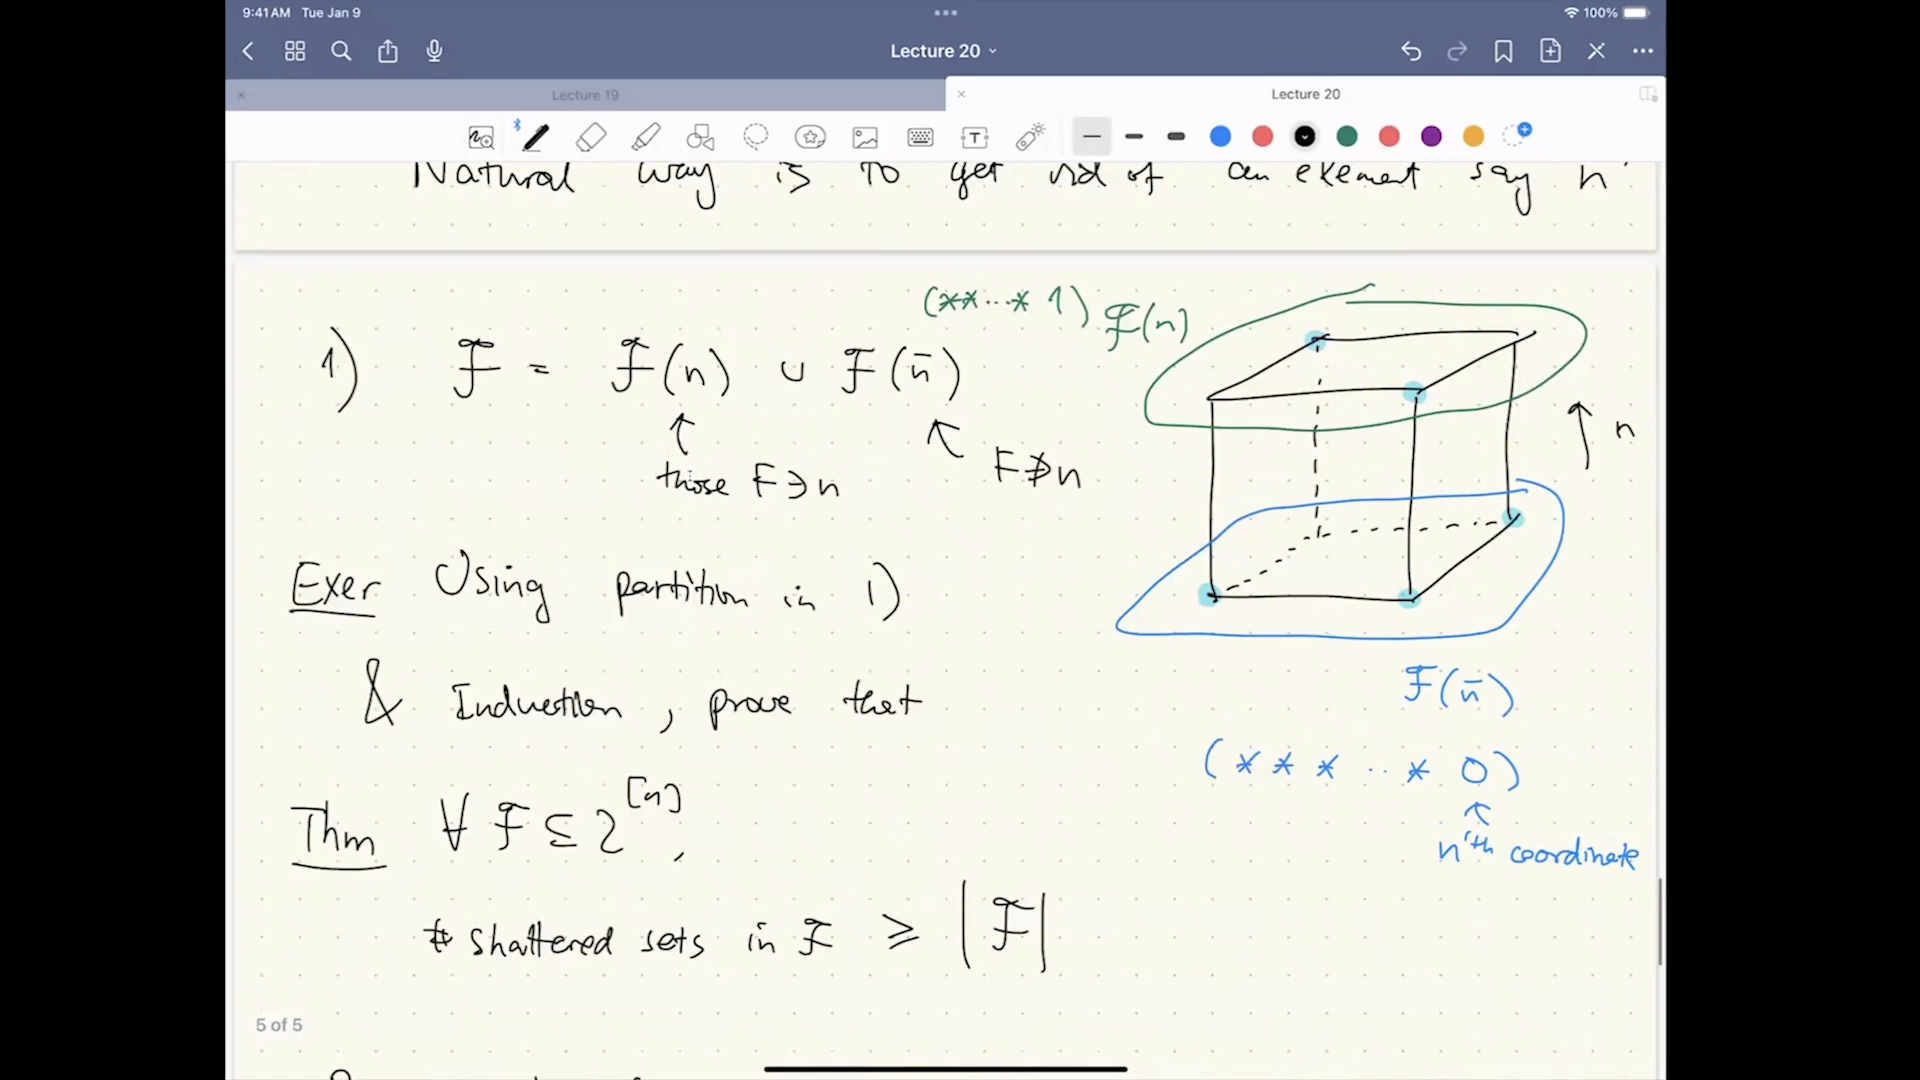 9:41 AM Tue Jan 9
100%
Lecture 20
Lecture 19
Lecture 20
Natural way is to get rid of an element say n
(**...* 1) F(n)
1) F = F(n) ∪ F(n̄)
n
those F∋n
F∌n
Exer Using partition in 1)
& Induction, prove that
F(n̄)
(* * * .. * 0)
n'th coordinate
Thm ∀ F ⊆ 2^[n],
# shattered sets in F ⩾ |F|
5 of 5